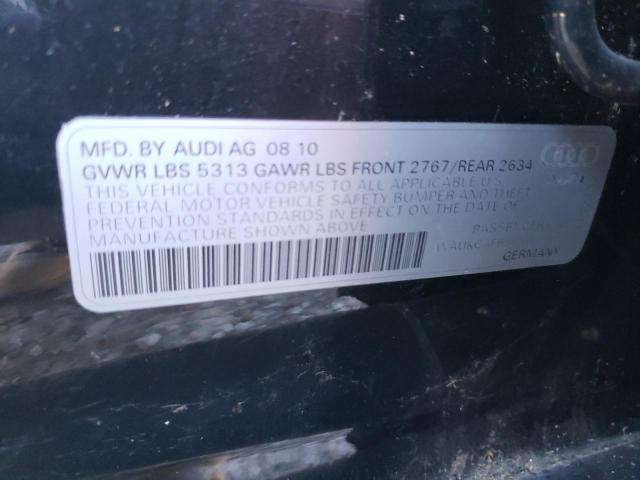 MFD. BY AUDI AG 08 10
GVWR LBS 5313 GAWR LBS FRONT 2767/REAR 2634
THIS VEHICLE CONFORMS TO ALL APPLICABLE U.S.
FEDERAL MOTOR VEHICLE SAFETY BUMPER AND THEFT
PREVENTION STANDARDS IN EFFECT ON THE DATE OF
MANUFACTURE SHOWN ABOVE
PASSENGER
GERMANY